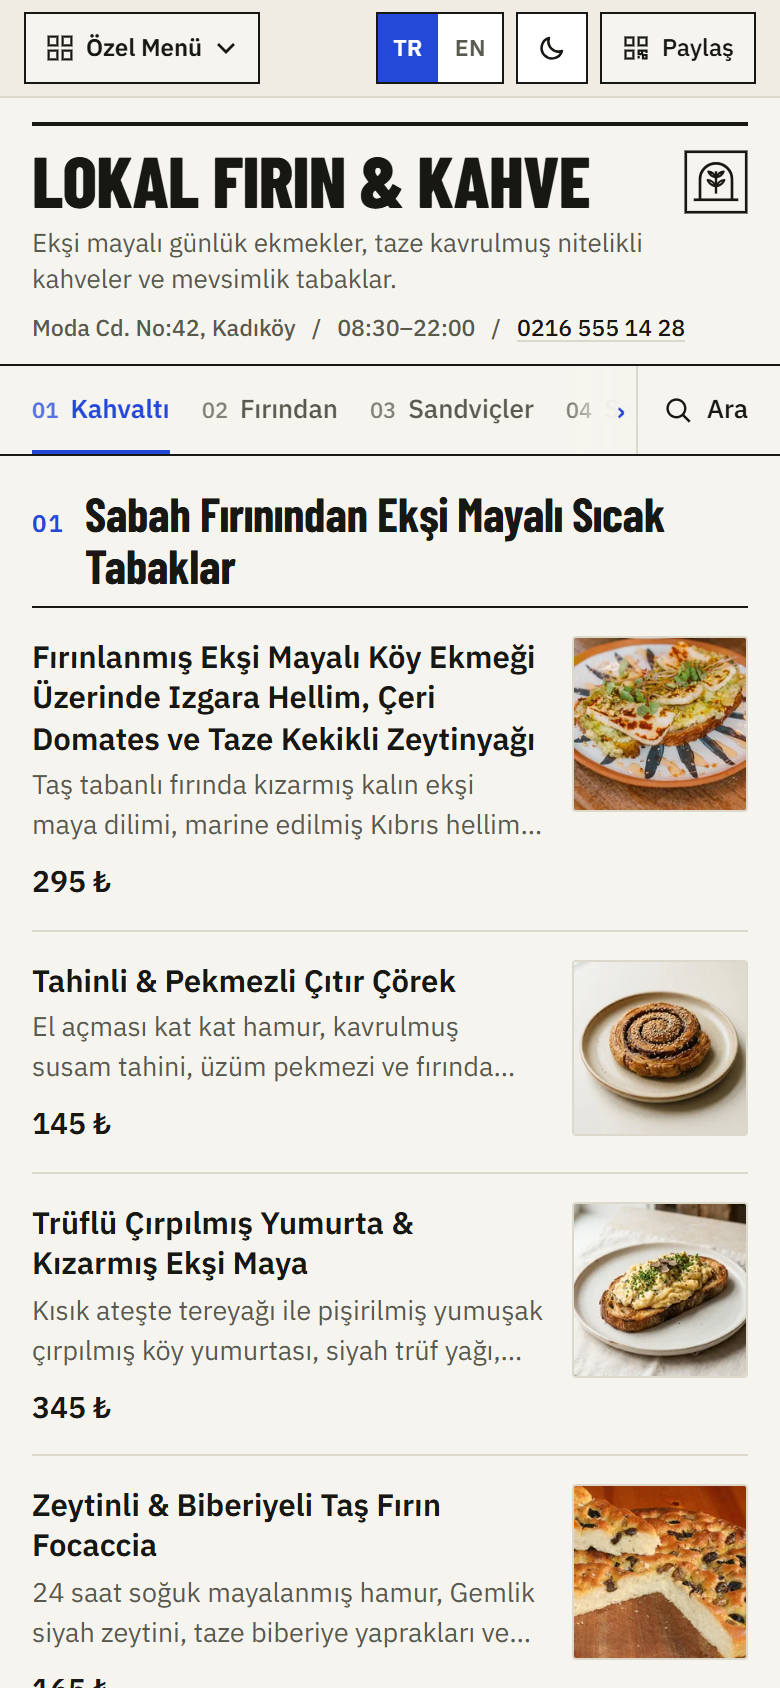 Özel Menü
TR
EN
Paylaş
LOKAL FIRIN & KAHVE
Ekşi mayalı günlük ekmekler, taze kavrulmuş nitelikli
kahveler ve mevsimlik tabaklar.
Moda Cd. No:42, Kadıköy / 08:30–22:00 / 0216 555 14 28
01 Kahvaltı
02 Fırından
03 Sandviçler
04
Ara
01 Sabah Fırınından Ekşi Mayalı Sıcak
Tabaklar
Fırınlanmış Ekşi Mayalı Köy Ekmeği
Üzerinde Izgara Hellim, Çeri
Domates ve Taze Kekikli Zeytinyağı
Taş tabanlı fırında kızarmış kalın ekşi
maya dilimi, marine edilmiş Kıbrıs hellim...
295 ₺
Tahinli & Pekmezli Çıtır Çörek
El açması kat kat hamur, kavrulmuş
susam tahini, üzüm pekmezi ve fırında...
145 ₺
Trüflü Çırpılmış Yumurta &
Kızarmış Ekşi Maya
Kısık ateşte tereyağı ile pişirilmiş yumuşak
çırpılmış köy yumurtası, siyah trüf yağı,...
345 ₺
Zeytinli & Biberiyeli Taş Fırın
Focaccia
24 saat soğuk mayalanmış hamur, Gemlik
siyah zeytini, taze biberiye yaprakları ve...